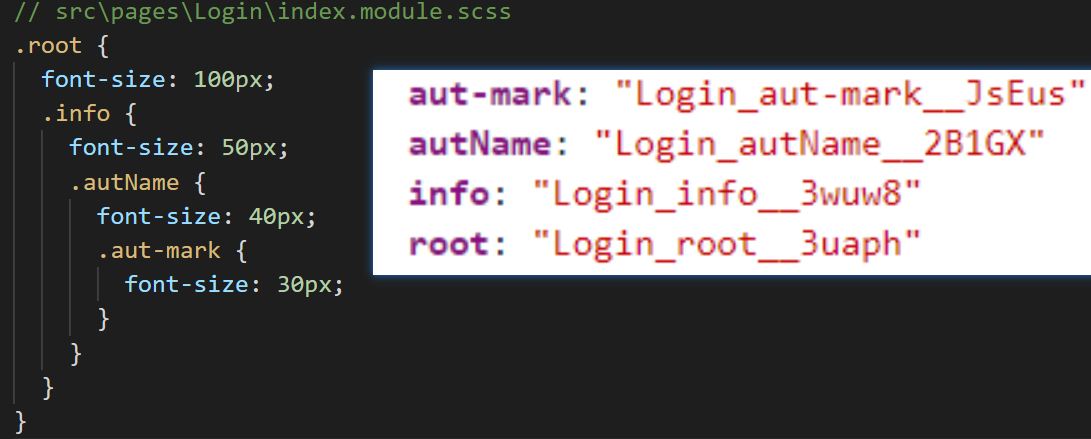 // src\pages\Login\index.module.scss
.root {
  font-size: 100px;
  .info {
    font-size: 50px;
    .autName {
      font-size: 40px;
      .aut-mark {
        font-size: 30px;
      }
    }
  }
}
aut-mark: "Login_aut-mark__JsEus"
autName: "Login_autName__2B1GX"
info: "Login_info__3wuw8"
root: "Login_root__3uaph"